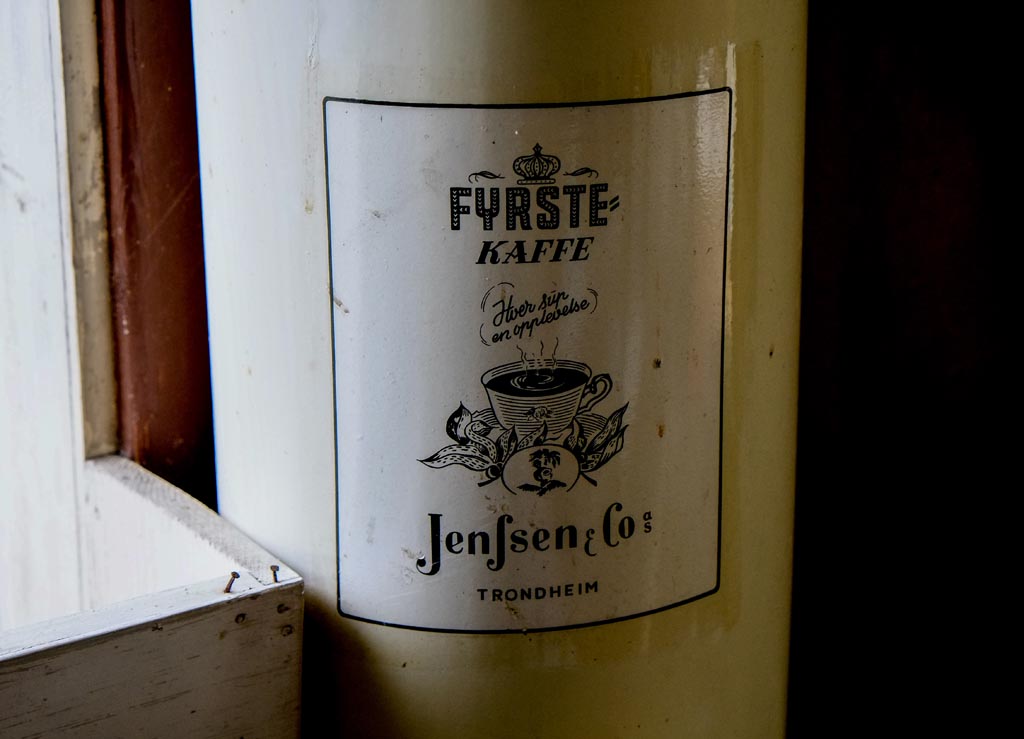 FYRSTE-
KAFFE
Hver sup
en opplevelse
Jenſsen & Co as
TRONDHEIM